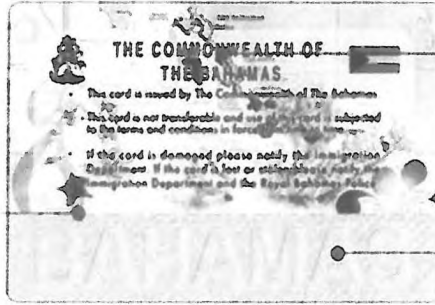 THE COMMONWEALTH OF
THE BAHAMAS
This card is issued by The Commonwealth of The Bahamas
This card is not transferable and use of this card is subjected
to the terms and conditions in force
If the card is damaged please notify the Immigration
Department. If the card is lost or stolen please notify the
Immigration Department and the Royal Bahamas Police